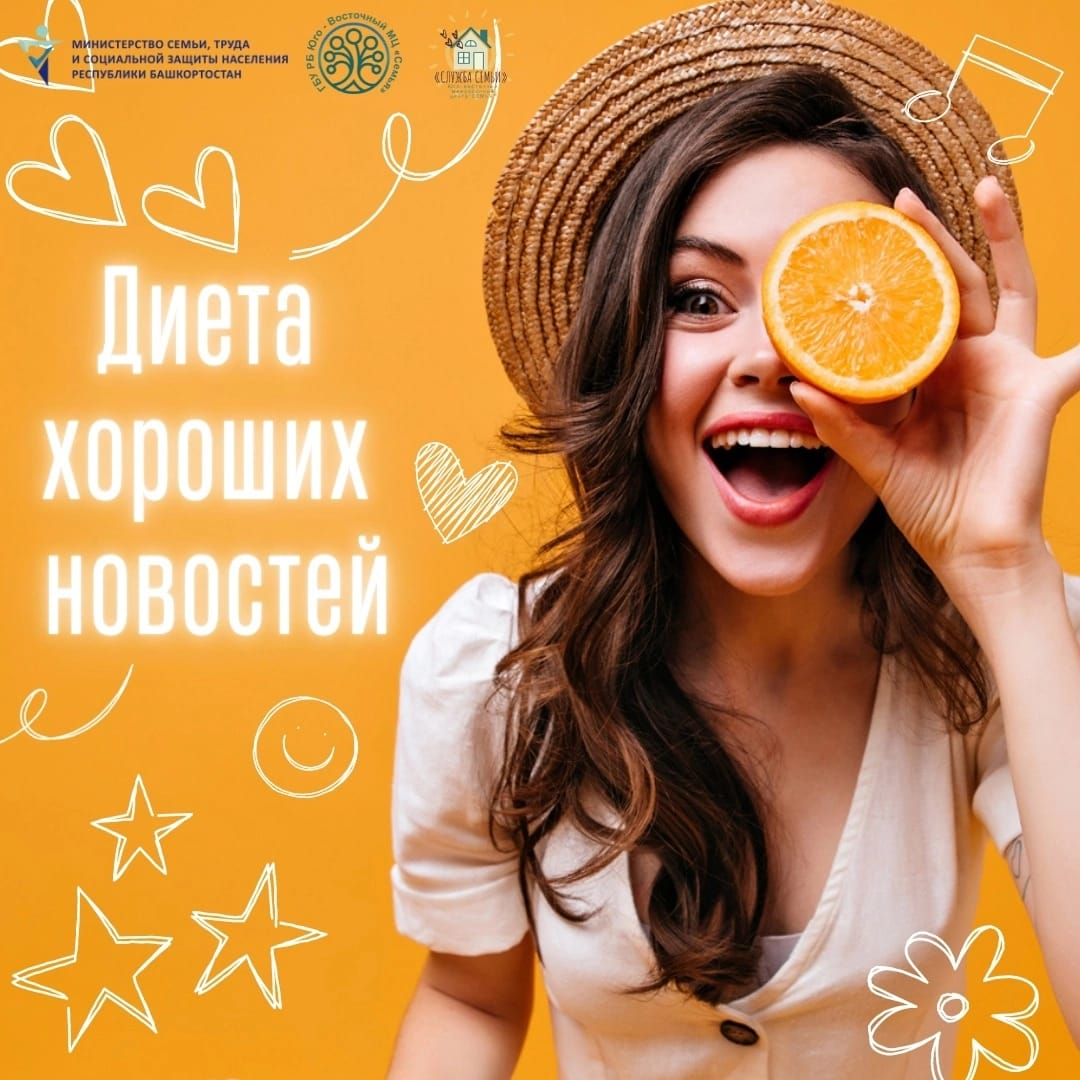 МИНИСТЕРСТВО СЕМЬИ, ТРУДА
И СОЦИАЛЬНОЙ ЗАЩИТЫ НАСЕЛЕНИЯ
РЕСПУБЛИКИ БАШКОРТОСТАН
ГБУ РБ Юго - Восточный МЦ «Семья»
«СЛУЖБА СЕМЬИ»
Диета
хороших
новостей